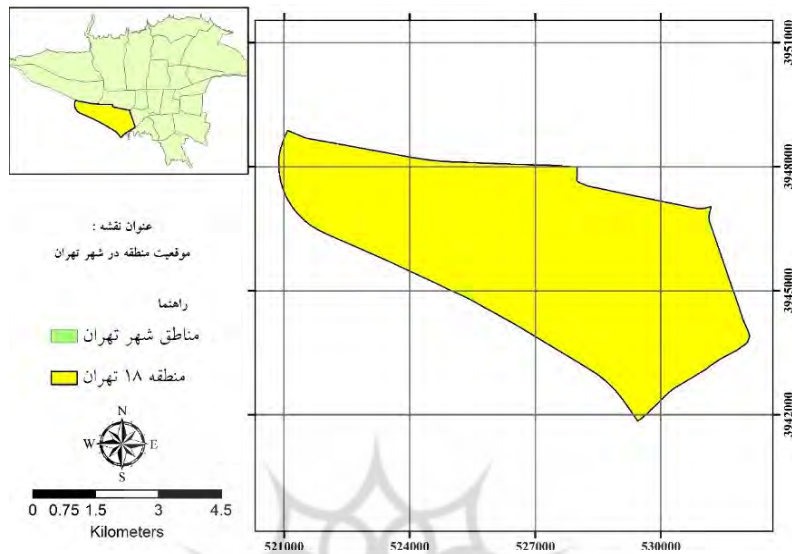 عنوان نقشه :
موقعیت منطقه در شهر تهران
راهنما
مناطق شهر تهران
منطقه ۱۸ تهران
N
W E
S
0 0.75 1.5 3 4.5
Kilometers
3951000
3948000
3945000
3942000
521000 524000 527000 530000